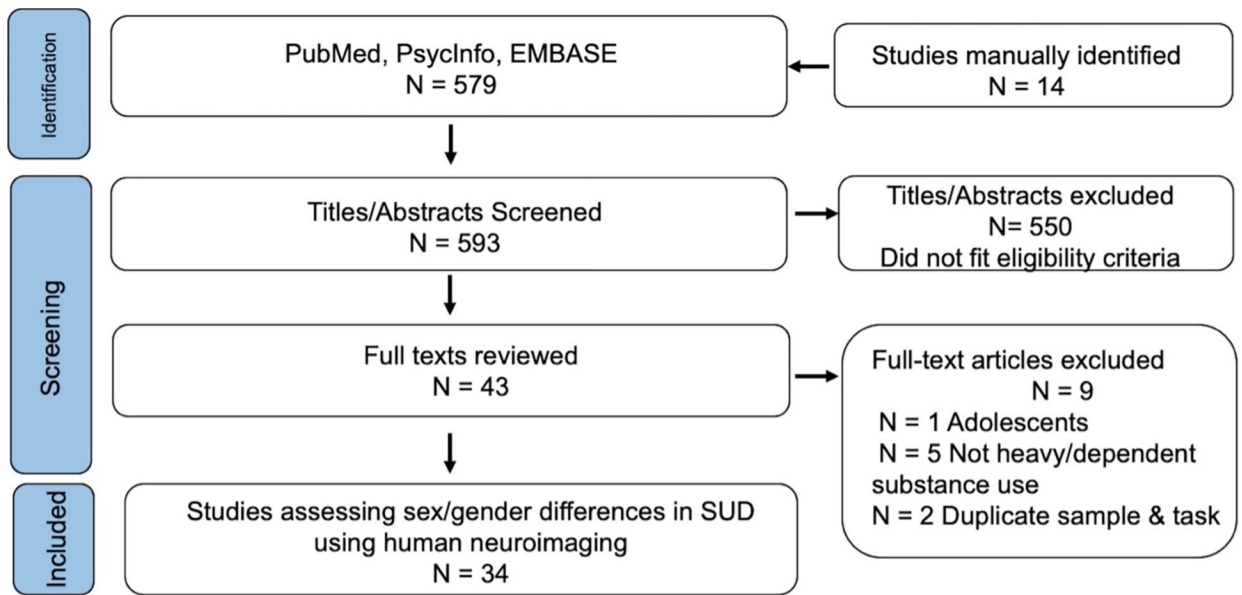 Identification
PubMed, PsycInfo, EMBASE
N = 579
Studies manually identified
N = 14
Screening
Titles/Abstracts Screened
N = 593
Titles/Abstracts excluded
N= 550
Did not fit eligibility criteria
Full texts reviewed
N = 43
Full-text articles excluded
N = 9
N = 1 Adolescents
N = 5 Not heavy/dependent
substance use
N = 2 Duplicate sample & task
Included
Studies assessing sex/gender differences in SUD
using human neuroimaging
N = 34